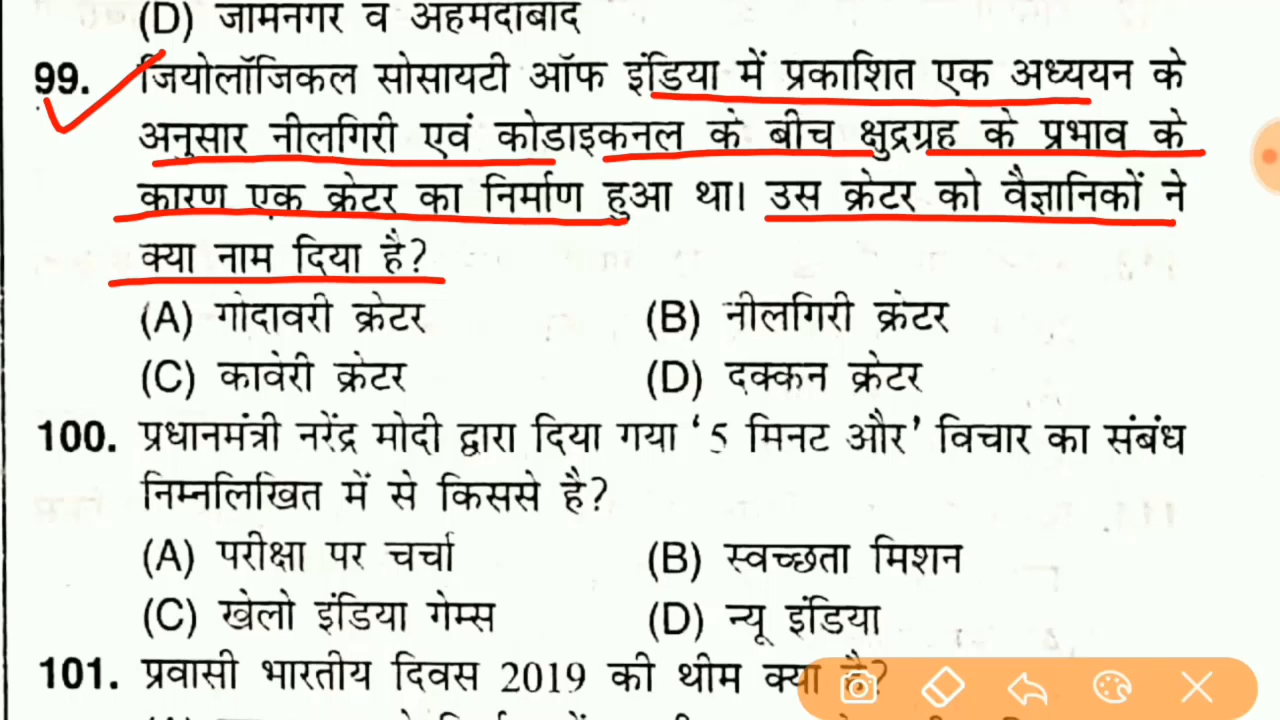 (D) जामनगर व अहमदाबाद
99. जियोलॉजिकल सोसायटी ऑफ इंडिया में प्रकाशित एक अध्ययन के
अनुसार नीलगिरी एवं कोडाइकनल के बीच क्षुद्रग्रह के प्रभाव के
कारण एक क्रेटर का निर्माण हुआ था। उस क्रेटर को वैज्ञानिकों ने
क्या नाम दिया है?
(A) गोदावरी क्रेटर (B) नीलगिरी क्रेटर
(C) कावेरी क्रेटर (D) दक्कन क्रेटर
100. प्रधानमंत्री नरेंद्र मोदी द्वारा दिया गया ‘5 मिनट और’ विचार का संबंध
निम्नलिखित में से किससे है?
(A) परीक्षा पर चर्चा (B) स्वच्छता मिशन
(C) खेलो इंडिया गेम्स (D) न्यू इंडिया
101. प्रवासी भारतीय दिवस 2019 की थीम क्या है?